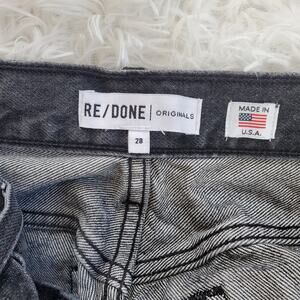 RE/DONE | ORIGINALS
28
MADE IN
U.S.A.